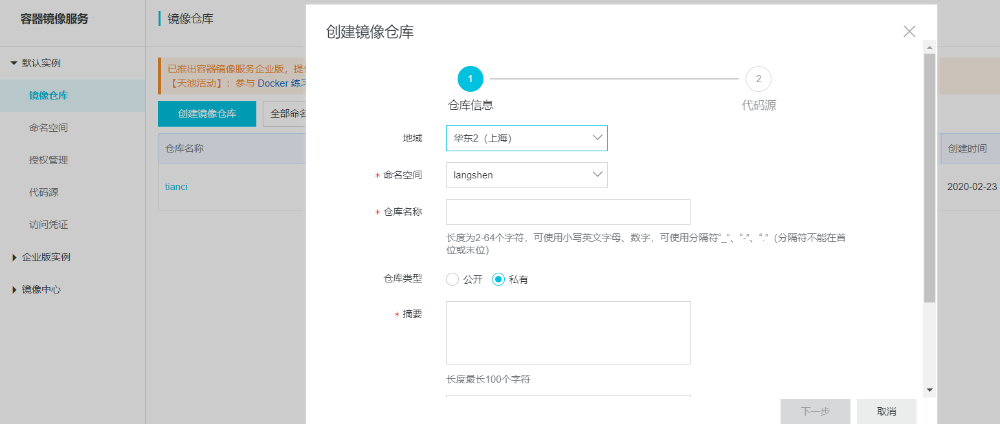 容器镜像服务
默认实例
镜像仓库
命名空间
授权管理
代码源
访问凭证
企业版实例
镜像中心
镜像仓库
已推出容器镜像服务企业版，提
【天池活动】：参与 Docker 练
创建镜像仓库
全部命名
仓库名称
创建时间
tianci
2020-02-23
创建镜像仓库
1
2
仓库信息
代码源
地域
华东2（上海）
* 命名空间
langshen
* 仓库名称
长度为2-64个字符，可使用小写英文字母、数字，可使用分隔符“_”、“-”、“.”（分隔符不能在首
位或末位）
仓库类型
公开
私有
* 摘要
长度最长100个字符
下一步
取消